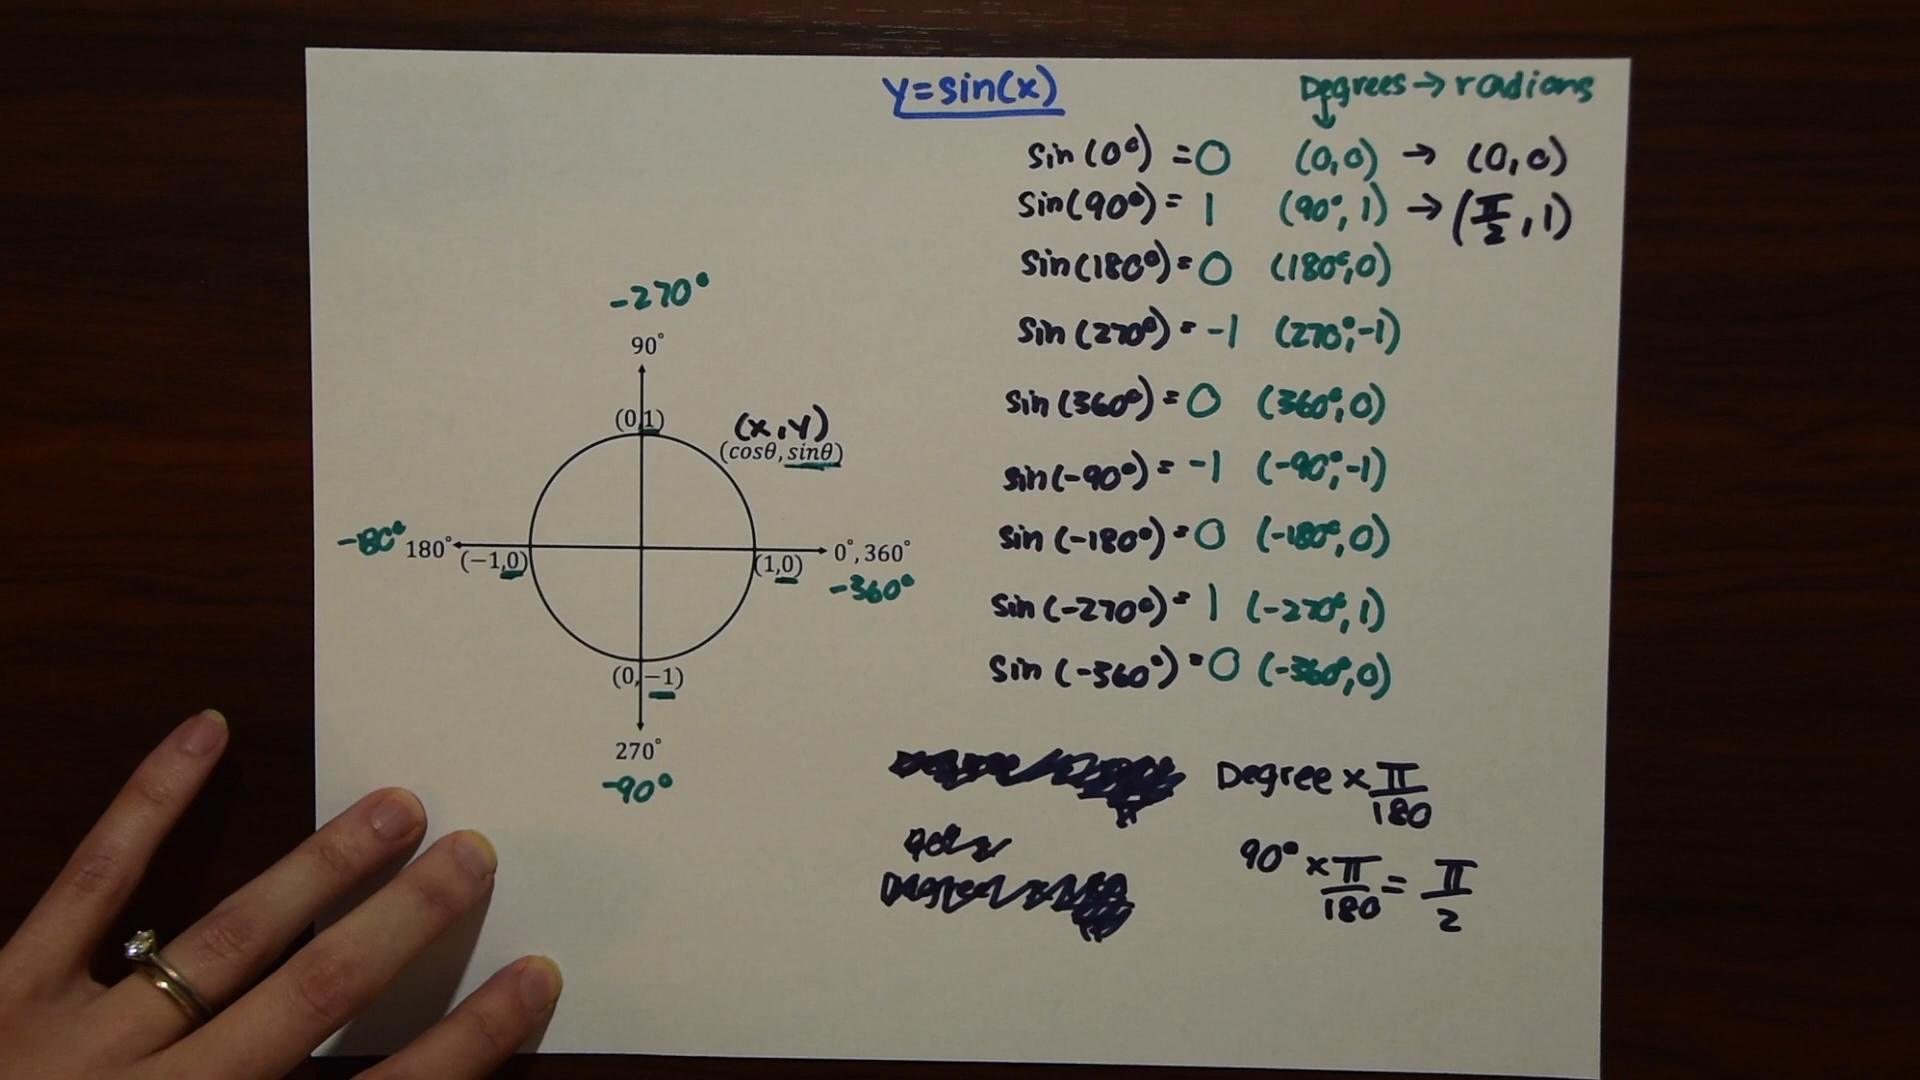 y=sin(x)
Degrees → radians
sin(0°) = 0 (0,0) → (0,0)
sin(90°) = 1 (90°, 1) → (π/2, 1)
sin(180°) = 0 (180°,0)
sin(270°) = -1 (270°,-1)
sin(360°) = 0 (360°,0)
sin(-90°) = -1 (-90°,-1)
sin(-180°) = 0 (-180°,0)
sin(-270°) = 1 (-270°,1)
sin(-360°) = 0 (-360°,0)
-270°
90°
(0,1)
(x,y)
(cosθ, sinθ)
-180° 180° (−1,0) (1,0) 0°, 360°
-360°
(0,−1)
270°
-90°
Degree × π/180
90° × π/180 = π/2